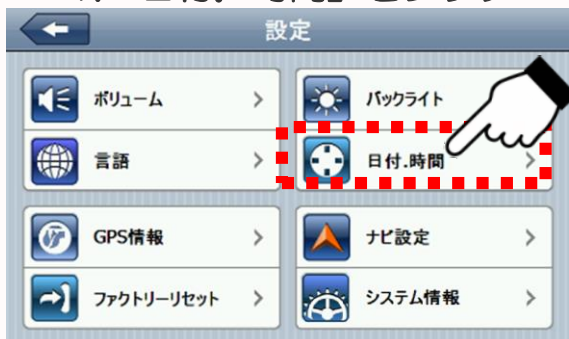 設定
ボリューム
バックライト
言語
日付.時間
GPS情報
ナビ設定
ファクトリーリセット
システム情報